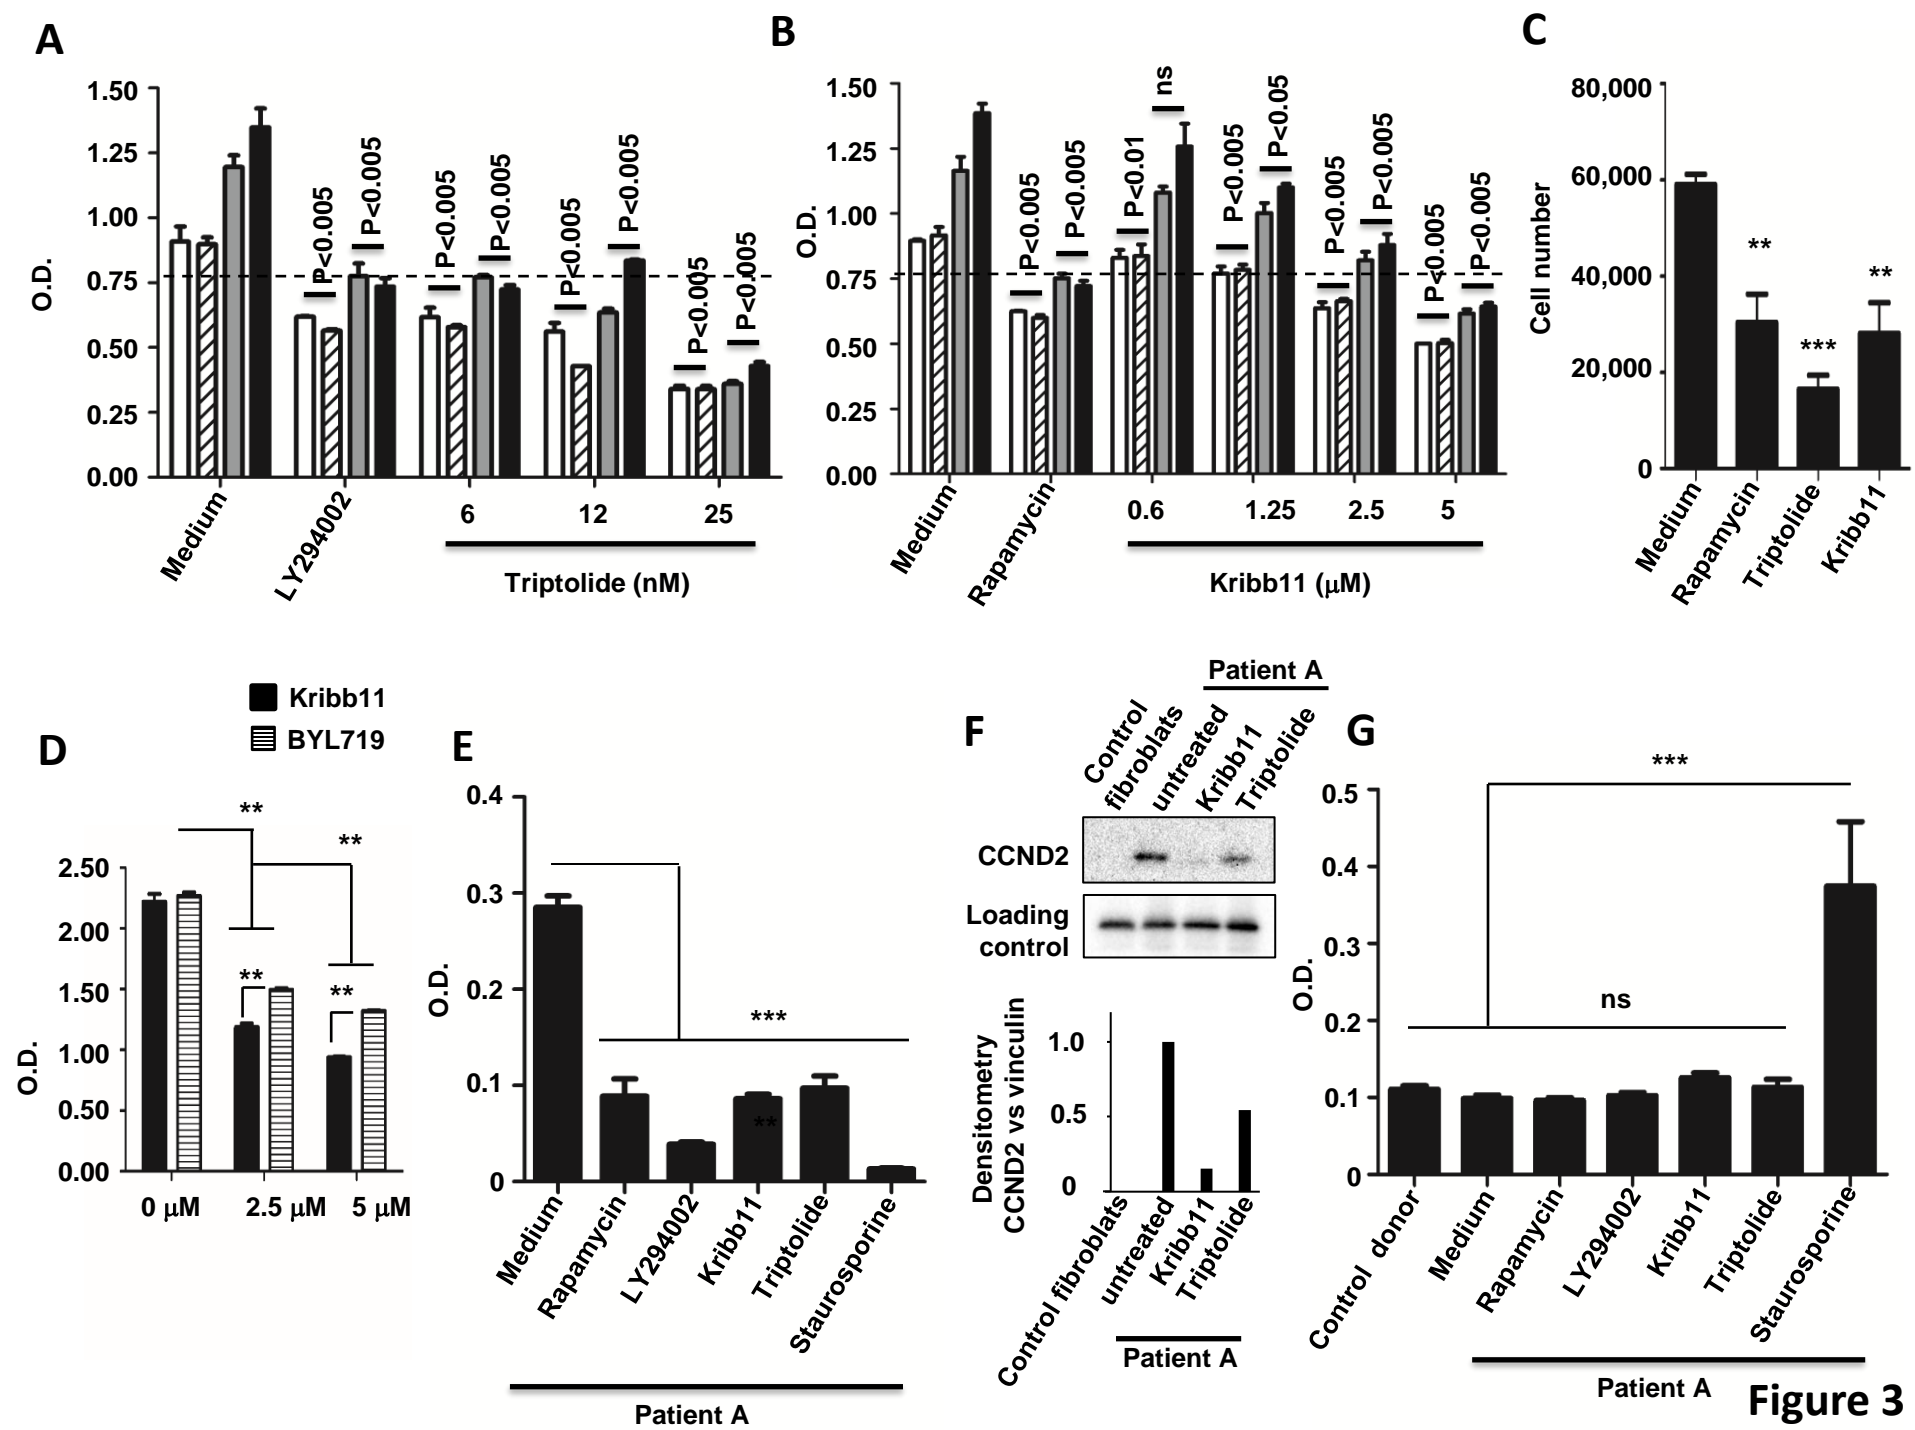 A
1.50
1.25
1.00
0.75
0.50
0.25
0.00
O.D.
P<0.005
P<0.005
P<0.005
P<0.005
P<0.005
P<0.005
P<0.005
P<0.005
Medium
LY294002
6
12
25
Triptolide (nM)
B
1.50
1.25
1.00
0.75
0.50
0.25
0.00
O.D.
P<0.005
P<0.005
P<0.01
ns
P<0.005
P<0.05
P<0.005
P<0.005
P<0.005
P<0.005
Medium
Rapamycin
0.6
1.25
2.5
5
Kribb11 (µM)
C
80,000
60,000
40,000
20,000
0
Cell number
**
***
**
Medium
Rapamycin
Triptolide
Kribb11
Kribb11
BYL719
D
2.50
2.00
1.50
1.00
0.50
0.00
O.D.
**
**
**
**
0 µM
2.5 µM
5 µM
E
0.4
0.3
0.2
0.1
0
O.D.
***
**
Medium
Rapamycin
LY294002
Kribb11
Triptolide
Staurosporine
Patient A
F
Patient A
Control
fibroblats
untreated
Kribb11
Triptolide
CCND2
Loading
control
Densitometry
CCND2 vs vinculin
1.0
0.5
0
Control fibroblats
untreated
Kribb11
Triptolide
Patient A
G
0.5
0.4
0.3
0.2
0.1
0
O.D.
***
ns
Control donor
Medium
Rapamycin
LY294002
Kribb11
Triptolide
Staurosporine
Patient A
Figure 3